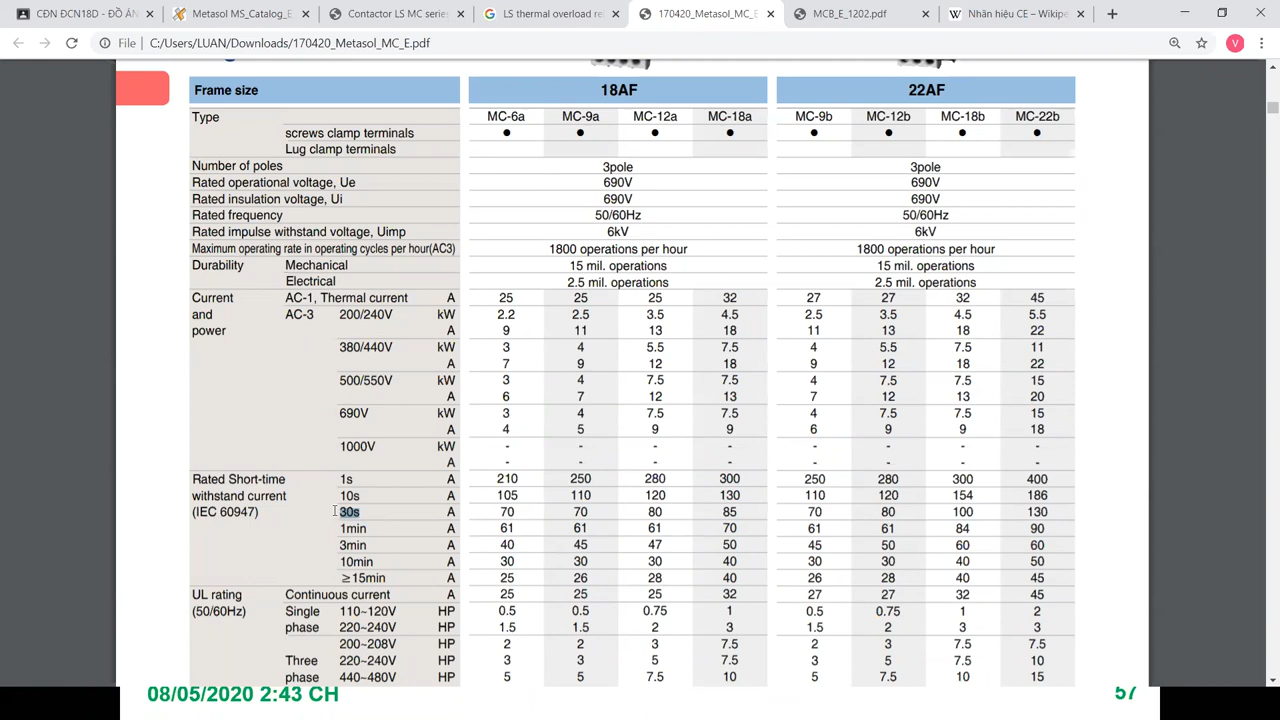 CĐN ĐCN18D - ĐỒ ÁN
Metasol MS_Catalog_E
Contactor LS MC series
LS thermal overload re
170420_Metasol_MC_E
MCB_E_1202.pdf
Nhãn hiệu CE – Wikipe
File | C:/Users/LUAN/Downloads/170420_Metasol_MC_E.pdf
V
Frame size 18AF 22AF
Type MC-6a MC-9a MC-12a MC-18a MC-9b MC-12b MC-18b MC-22b
screws clamp terminals ● ● ● ● ● ● ● ●
Lug clamp terminals
Number of poles 3pole 3pole
Rated operational voltage, Ue 690V 690V
Rated insulation voltage, Ui 690V 690V
Rated frequency 50/60Hz 50/60Hz
Rated impulse withstand voltage, Uimp 6kV 6kV
Maximum operating rate in operating cycles per hour(AC3) 1800 operations per hour 1800 operations per hour
Durability Mechanical 15 mil. operations 15 mil. operations
Electrical 2.5 mil. operations 2.5 mil. operations
Current AC-1, Thermal current A 25 25 25 32 27 27 32 45
and AC-3 200/240V kW 2.2 2.5 3.5 4.5 2.5 3.5 4.5 5.5
power A 9 11 13 18 11 13 18 22
380/440V kW 3 4 5.5 7.5 4 5.5 7.5 11
A 7 9 12 18 9 12 18 22
500/550V kW 3 4 7.5 7.5 4 7.5 7.5 15
A 6 7 12 13 7 12 13 20
690V kW 3 4 7.5 7.5 4 7.5 7.5 15
A 4 5 9 9 6 9 9 18
1000V kW - - - - - - - -
A - - - - - - - -
Rated Short-time 1s A 210 250 280 300 250 280 300 400
withstand current 10s A 105 110 120 130 110 120 154 186
(IEC 60947) 30s A 70 70 80 85 70 80 100 130
1min A 61 61 61 70 61 61 84 90
3min A 40 45 47 50 45 50 60 60
10min A 30 30 30 40 30 30 40 50
≥15min A 25 26 28 40 26 28 40 45
UL rating Continuous current A 25 25 25 32 27 27 32 45
(50/60Hz) Single 110~120V HP 0.5 0.5 0.75 1 0.5 0.75 1 2
phase 220~240V HP 1.5 1.5 2 3 1.5 2 3 3
200~208V HP 2 2 3 7.5 2 3 7.5 7.5
Three 220~240V HP 3 3 5 7.5 3 5 7.5 10
phase 440~480V HP 5 5 7.5 10 5 7.5 10 15
08/05/2020 2:43 CH 57